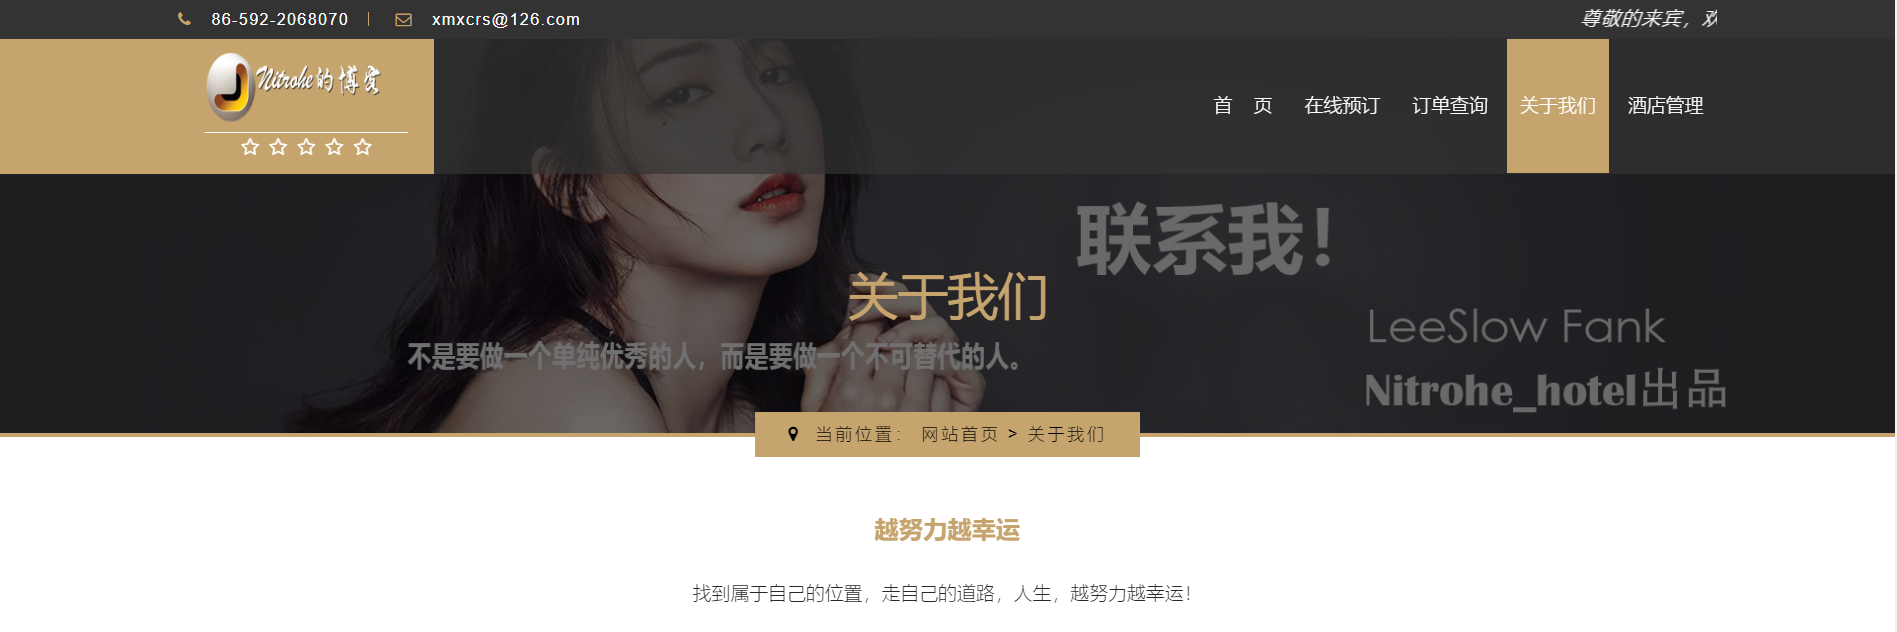 86-592-2068070
xmxcrs@126.com
尊敬的来宾，
Nitrohe的博客
首 页
在线预订
订单查询
关于我们
酒店管理
联系我！
关于我们
不是要做一个单纯优秀的人，而是要做一个不可替代的人。
LeeSlow Fank
Nitrohe_hotel出品
当前位置： 网站首页 > 关于我们
越努力越幸运
找到属于自己的位置，走自己的道路，人生，越努力越幸运！